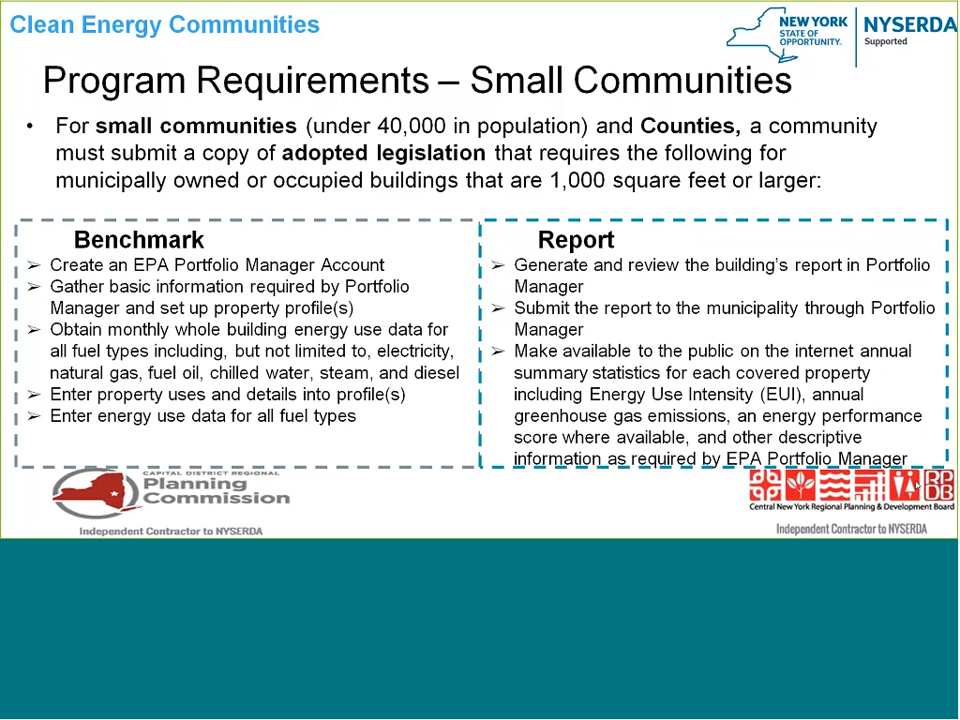 Clean Energy Communities
NEW YORK
STATE OF
OPPORTUNITY.
NYSERDA
Supported
Program Requirements – Small Communities
• For small communities (under 40,000 in population) and Counties, a community
must submit a copy of adopted legislation that requires the following for
municipally owned or occupied buildings that are 1,000 square feet or larger:
Benchmark
➢ Create an EPA Portfolio Manager Account
➢ Gather basic information required by Portfolio
Manager and set up property profile(s)
➢ Obtain monthly whole building energy use data for
all fuel types including, but not limited to, electricity,
natural gas, fuel oil, chilled water, steam, and diesel
➢ Enter property uses and details into profile(s)
➢ Enter energy use data for all fuel types
Report
➢ Generate and review the building's report in Portfolio
Manager
➢ Submit the report to the municipality through Portfolio
Manager
➢ Make available to the public on the internet annual
summary statistics for each covered property
including Energy Use Intensity (EUI), annual
greenhouse gas emissions, an energy performance
score where available, and other descriptive
information as required by EPA Portfolio Manager
CAPITAL DISTRICT REGIONAL
Planning
Commission
Independent Contractor to NYSERDA
RP
DB
Central New York Regional Planning & Development Board
Independent Contractor to NYSERDA